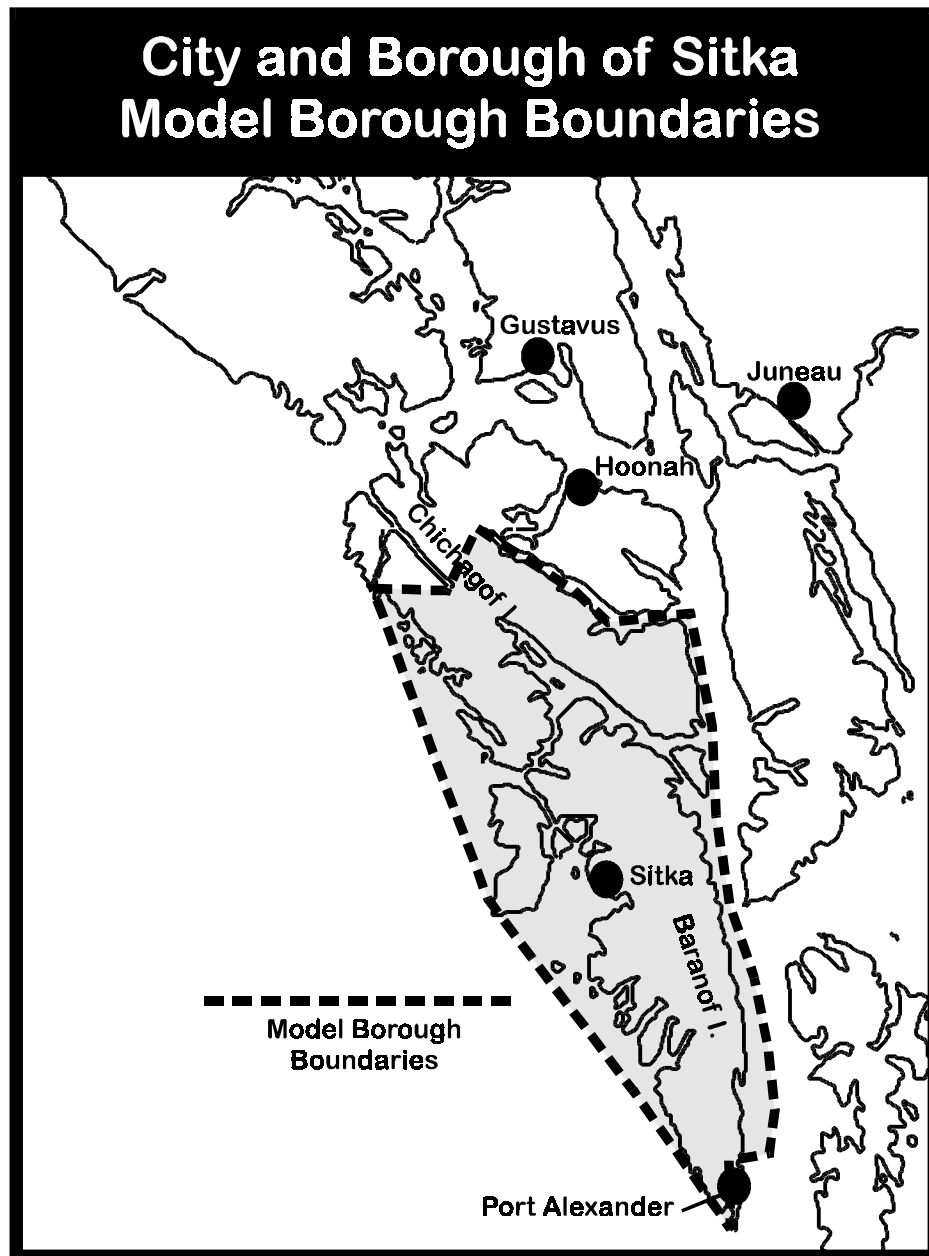 City and Borough of Sitka
Model Borough Boundaries
Gustavus
Juneau
Hoonah
Chichagof I.
Sitka
Baranof I.
Model Borough
Boundaries
Port Alexander